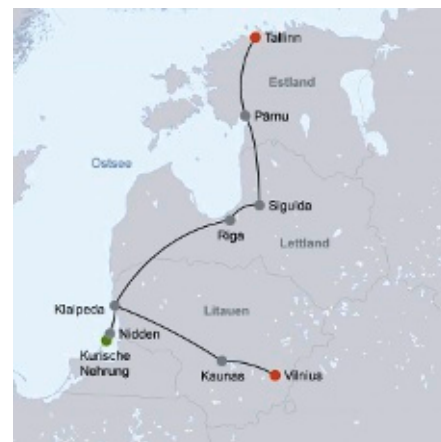 Tallinn
Estland
Pärnu
Ostsee
Sigulda
Riga
Lettland
Klaipeda
Litauen
Nidden
Kurische
Nehrung
Kaunas
Vilnius